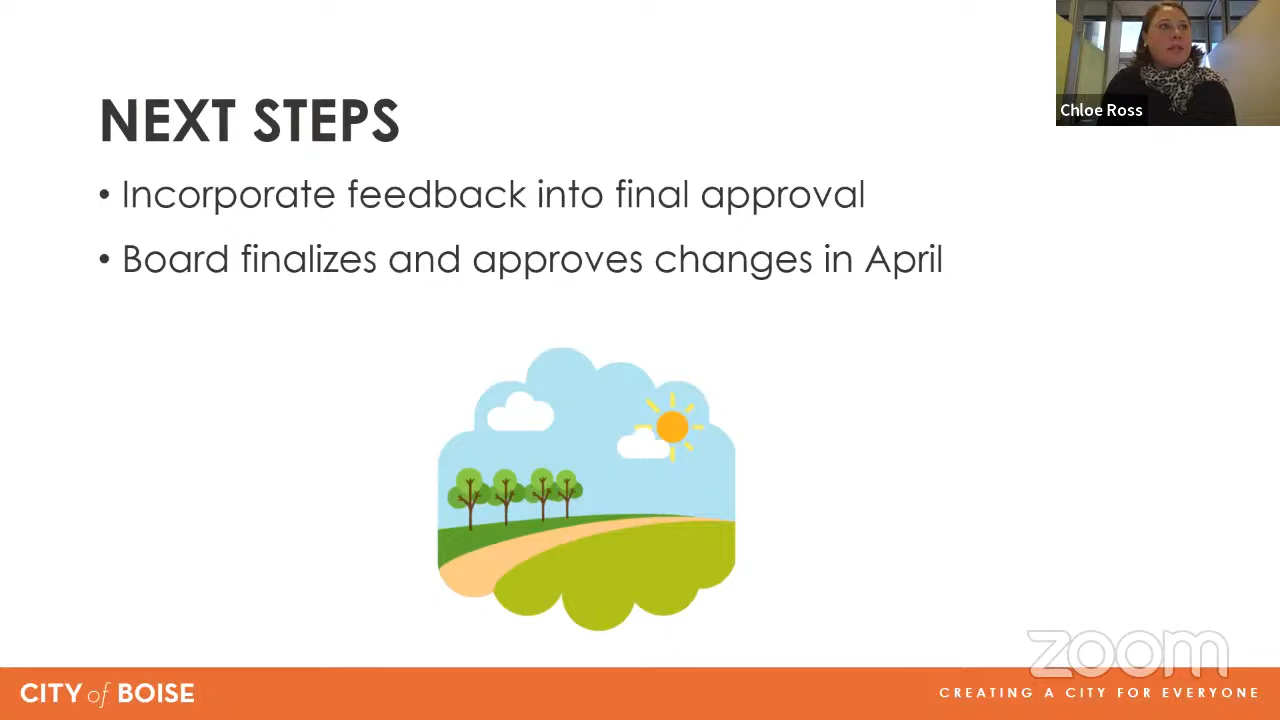 Chloe Ross
NEXT STEPS
• Incorporate feedback into final approval
• Board finalizes and approves changes in April
zoom
CITY of BOISE
CREATING A CITY FOR EVERYONE